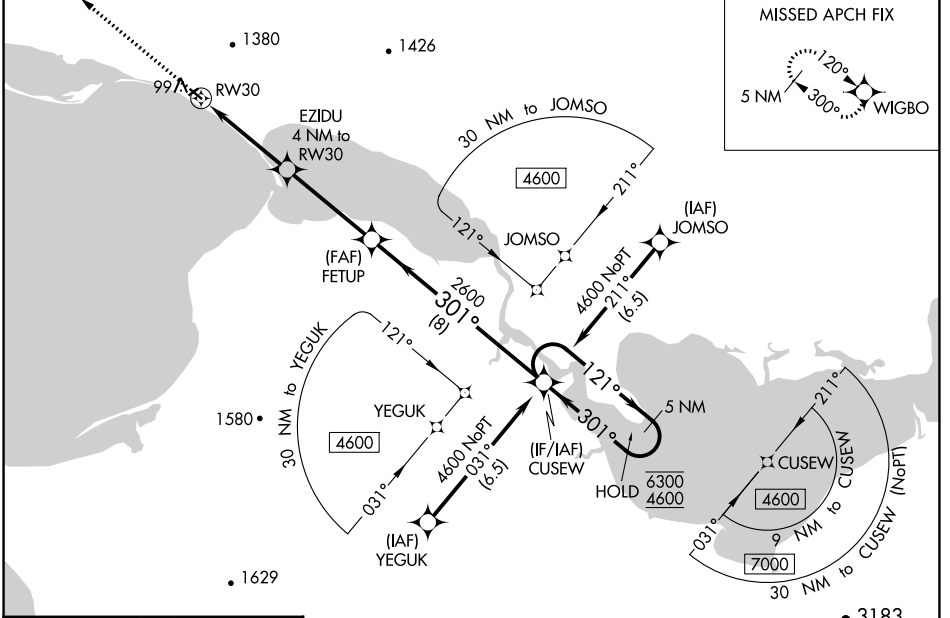 MISSED APCH FIX
120°
5 NM
300°
WIGBO
1380
1426
997
RW30
EZIDU
4 NM to
RW30
30 NM to JOMSO
4600
211°
121°
JOMSO
(IAF)
JOMSO
4600 NoPT
211°
(6.5)
(FAF)
FETUP
2600
301°
(8)
30 NM to YEGUK
121°
YEGUK
4600
031°
1580
4600 NoPT
031°
(6.5)
(IAF)
YEGUK
121°
301°
5 NM
(IF/IAF)
CUSEW
HOLD
6300
4600
211°
CUSEW
4600
031°
9 NM to CUSEW
7000
30 NM to CUSEW (NoPT)
1629
3183